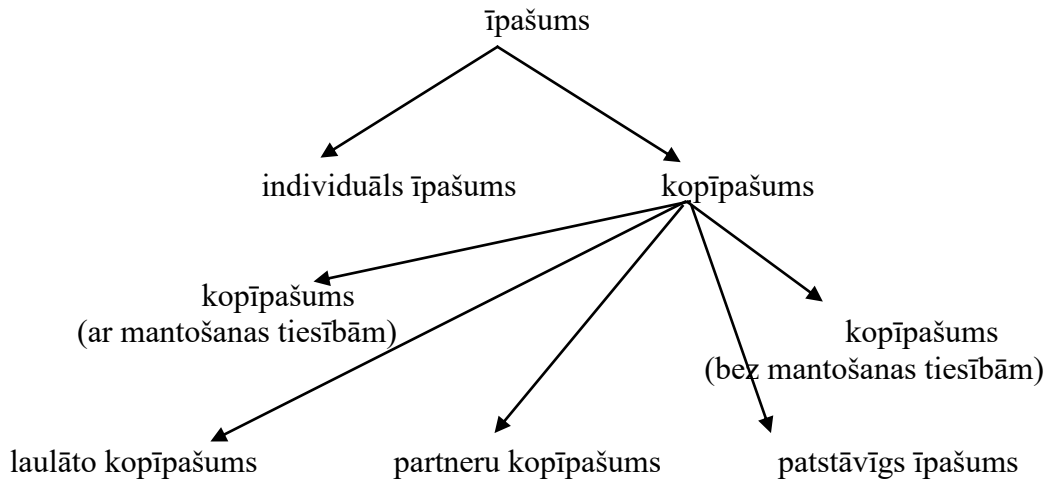 īpašums
individuāls īpašums
kopīpašums
kopīpašums
(ar mantošanas tiesībām)
kopīpašums
(bez mantošanas tiesībām)
laulāto kopīpašums
partneru kopīpašums
patstāvīgs īpašums